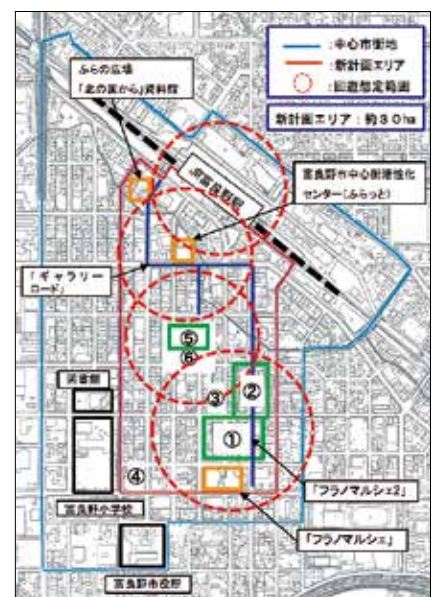 :中心市街地
:新計画エリア
:回遊想定範囲
新計画エリア:約80ha
ふらの広場
「北の国から」資料館
JR富良野駅
富良野市中心街活性化
センター(ふらっと)
「ギャラリー
ロード」
⑤
⑥
図書館
②
③
①
④
「フラノマルシェ2」
富良野小学校
「フラノマルシェ」
富良野市役所